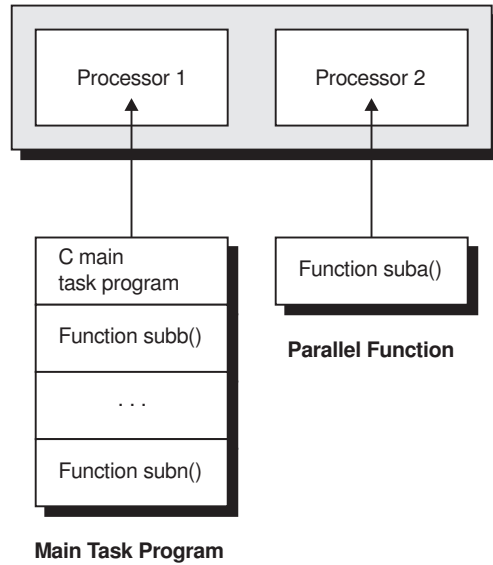 Processor 1
Processor 2
C main
task program
Function suba()
Function subb()
Parallel Function
. . .
Function subn()
Main Task Program